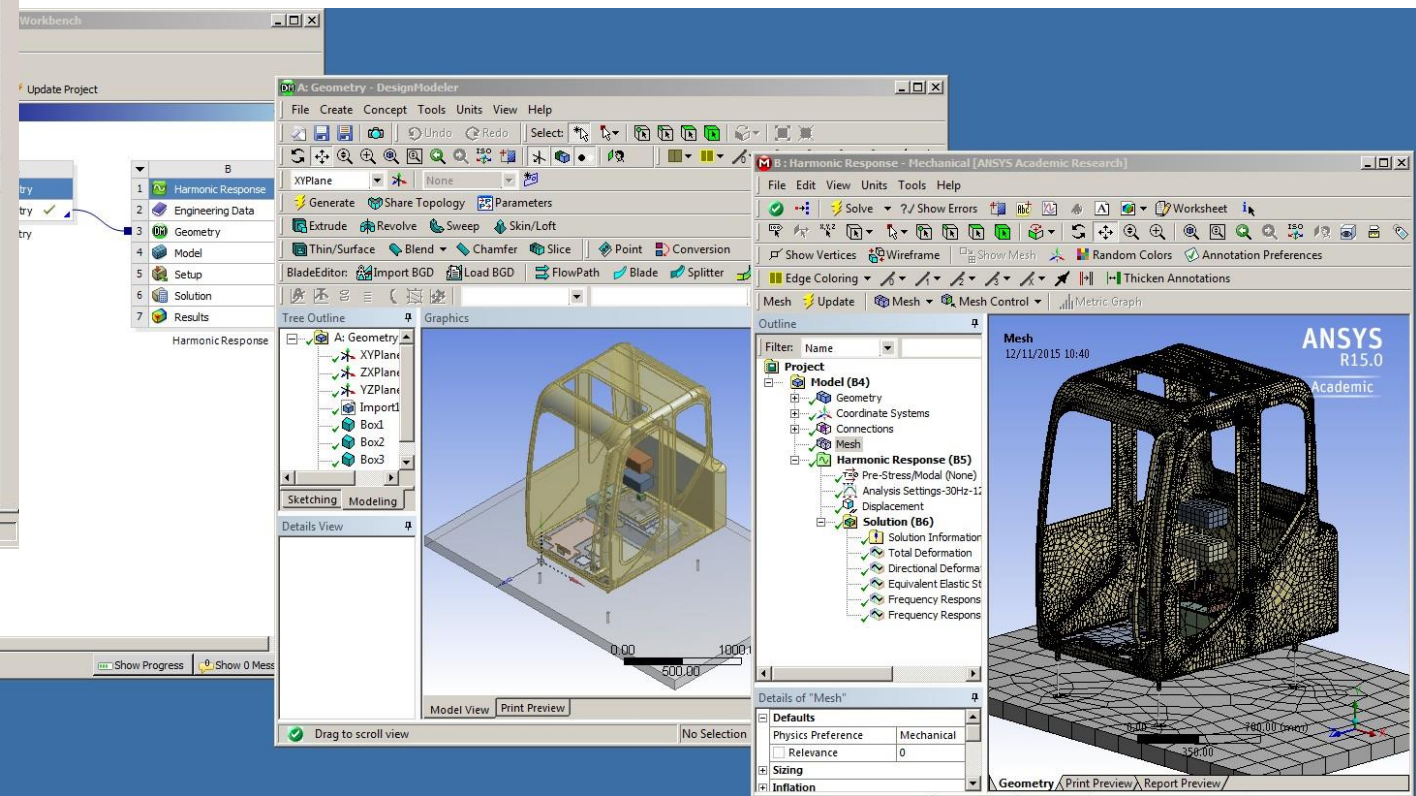 Workbench
Update Project
B
1 Harmonic Response
2 Engineering Data
3 Geometry
4 Model
5 Setup
6 Solution
7 Results
Harmonic Response
Show Progress
A: Geometry - DesignModeler
File Create Concept Tools Units View Help
Undo Redo Select:
XYPlane None
Generate Share Topology Parameters
Extrude Revolve Sweep Skin/Loft
Thin/Surface Blend Chamfer Slice Point Conversion
BladeEditor: Import BGD Load BGD FlowPath Blade Splitter
Tree Outline
A: Geometry
XYPlane
ZXPlane
YZPlane
Import1
Box1
Box2
Box3
Sketching Modeling
Details View
Graphics
0.00
500.00
Model View Print Preview
Drag to scroll view No Selection
B : Harmonic Response - Mechanical [ANSYS Academic Research]
File Edit View Units Tools Help
Solve ?/ Show Errors Worksheet
Show Vertices Wireframe Show Mesh Random Colors Annotation Preferences
Edge Coloring Thicken Annotations
Mesh Update Mesh Mesh Control Metric Graph
Outline
Filter: Name
Project
Model (B4)
Geometry
Coordinate Systems
Connections
Mesh
Harmonic Response (B5)
Pre-Stress/Modal (None)
Analysis Settings-30Hz-12
Displacement
Solution (B6)
Solution Information
Total Deformation
Directional Deforma
Equivalent Elastic St
Frequency Respons
Frequency Respons
Details of "Mesh"
Defaults
Physics Preference Mechanical
Relevance 0
Sizing
Inflation
Mesh
12/11/2015 10:40
ANSYS
R15.0
Academic
0.00 700.00 (mm)
350.00
Geometry Print Preview Report Preview